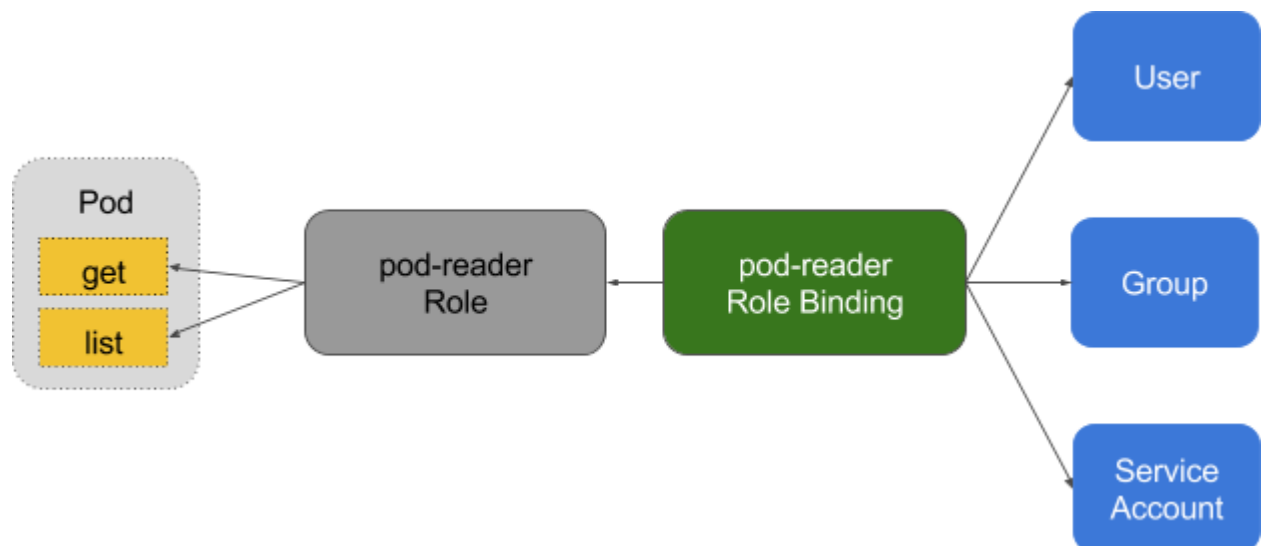 Pod
get
list
pod-reader
Role
pod-reader
Role Binding
User
Group
Service
Account